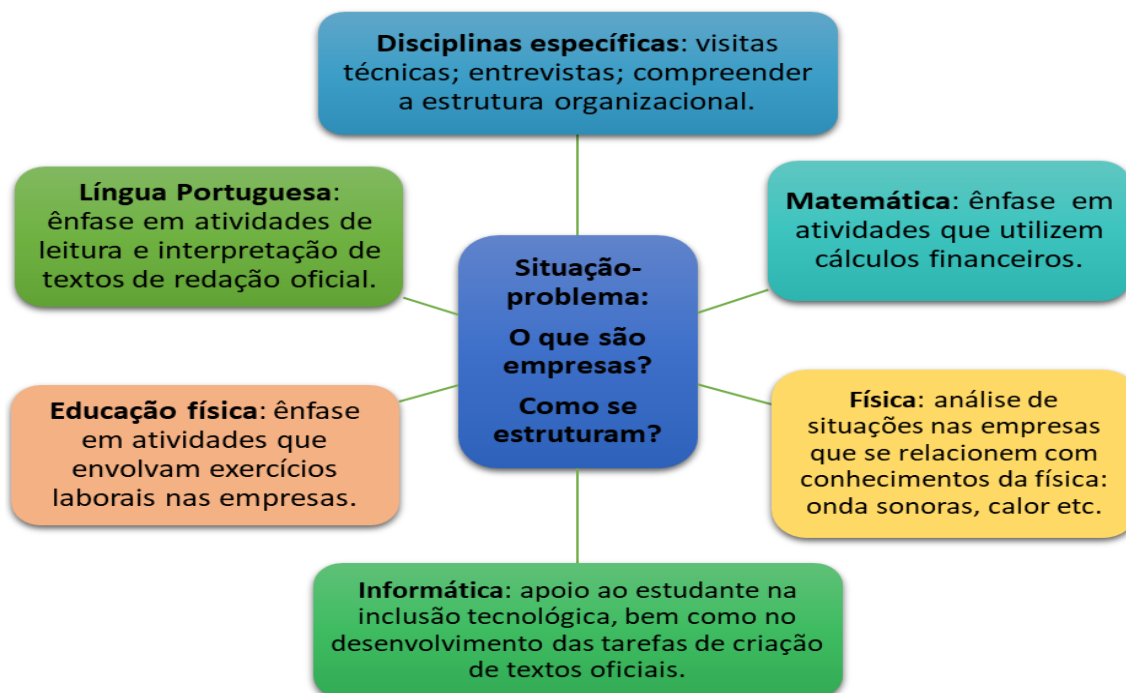 Disciplinas específicas: visitas
técnicas; entrevistas; compreender
a estrutura organizacional.
Língua Portuguesa:
ênfase em atividades de
leitura e interpretação de
textos de redação oficial.
Matemática: ênfase em
atividades que utilizem
cálculos financeiros.
Situação-
problema:
O que são
empresas?
Como se
estruturam?
Educação física: ênfase
em atividades que
envolvam exercícios
laborais nas empresas.
Física: análise de
situações nas empresas
que se relacionem com
conhecimentos da física:
onda sonoras, calor etc.
Informática: apoio ao estudante na
inclusão tecnológica, bem como no
desenvolvimento das tarefas de criação
de textos oficiais.